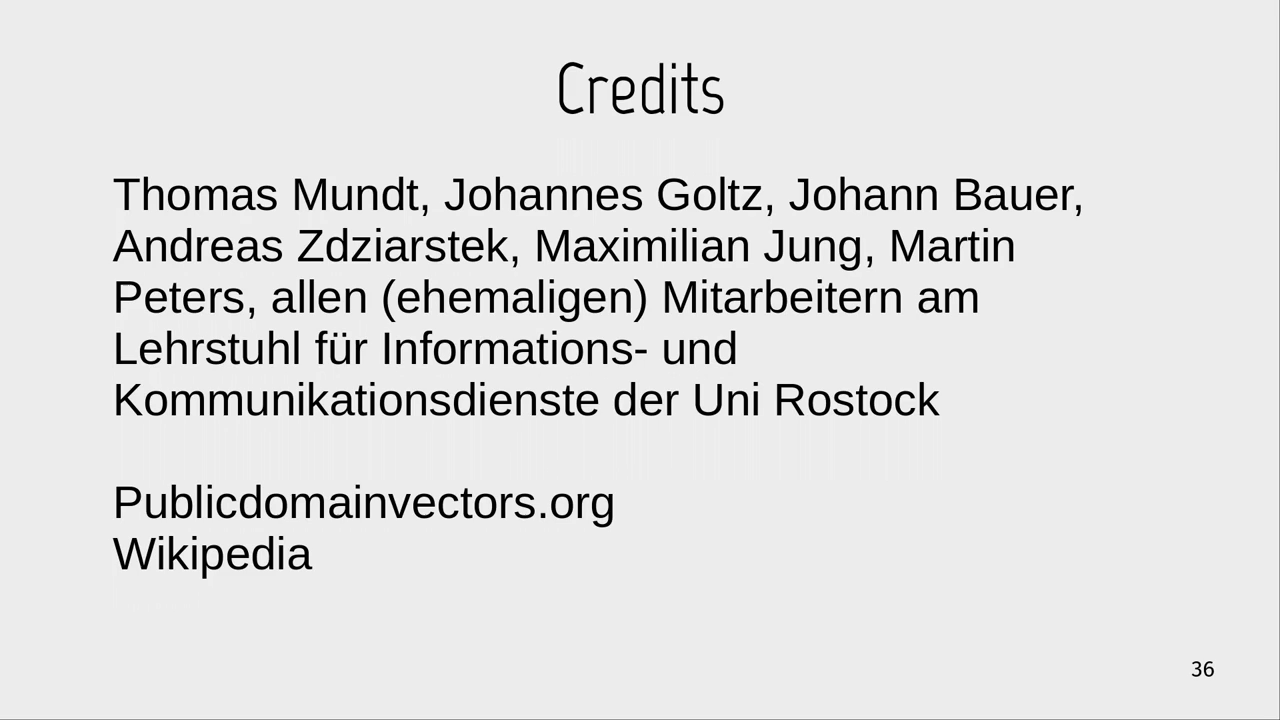 Credits
Thomas Mundt, Johannes Goltz, Johann Bauer,
Andreas Zdziarstek, Maximilian Jung, Martin
Peters, allen (ehemaligen) Mitarbeitern am
Lehrstuhl für Informations- und
Kommunikationsdienste der Uni Rostock
Publicdomainvectors.org
Wikipedia
36